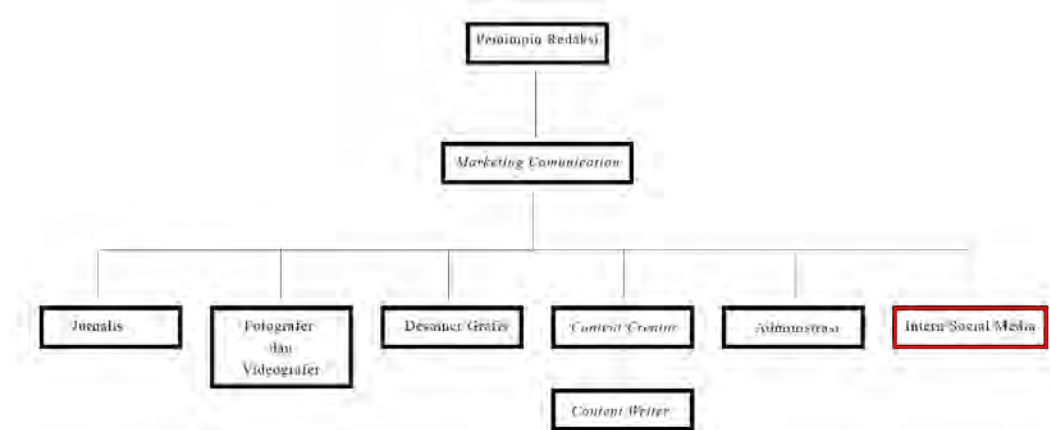 Pemimpin Redaksi
Marketing Comunication
Jurnalis
Fotografer
dan
Videografer
Desainer Grafis
Content Creator
Administrasi
Intern Social Media
Content Writer